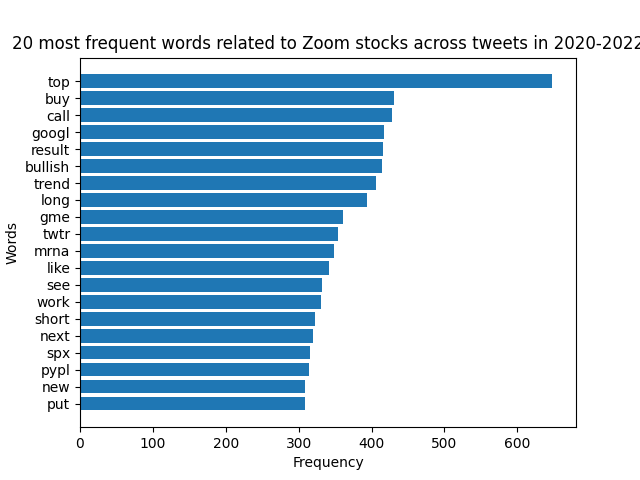 20 most frequent words related to Zoom stocks across tweets in 2020-2022
top
buy
call
googl
result
bullish
trend
long
gme
twtr
mrna
like
see
work
short
next
spx
pypl
new
put
Words
0 100 200 300 400 500 600
Frequency